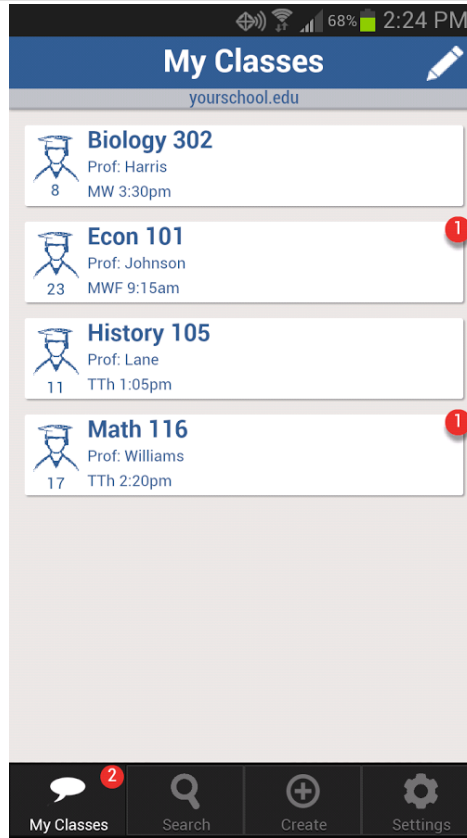 68% 2:24 PM
My Classes
yourschool.edu
Biology 302
Prof: Harris
8
MW 3:30pm
Econ 101
1
Prof: Johnson
23
MWF 9:15am
History 105
Prof: Lane
11
TTh 1:05pm
Math 116
1
Prof: Williams
17
TTh 2:20pm
2
My Classes
Search
Create
Settings